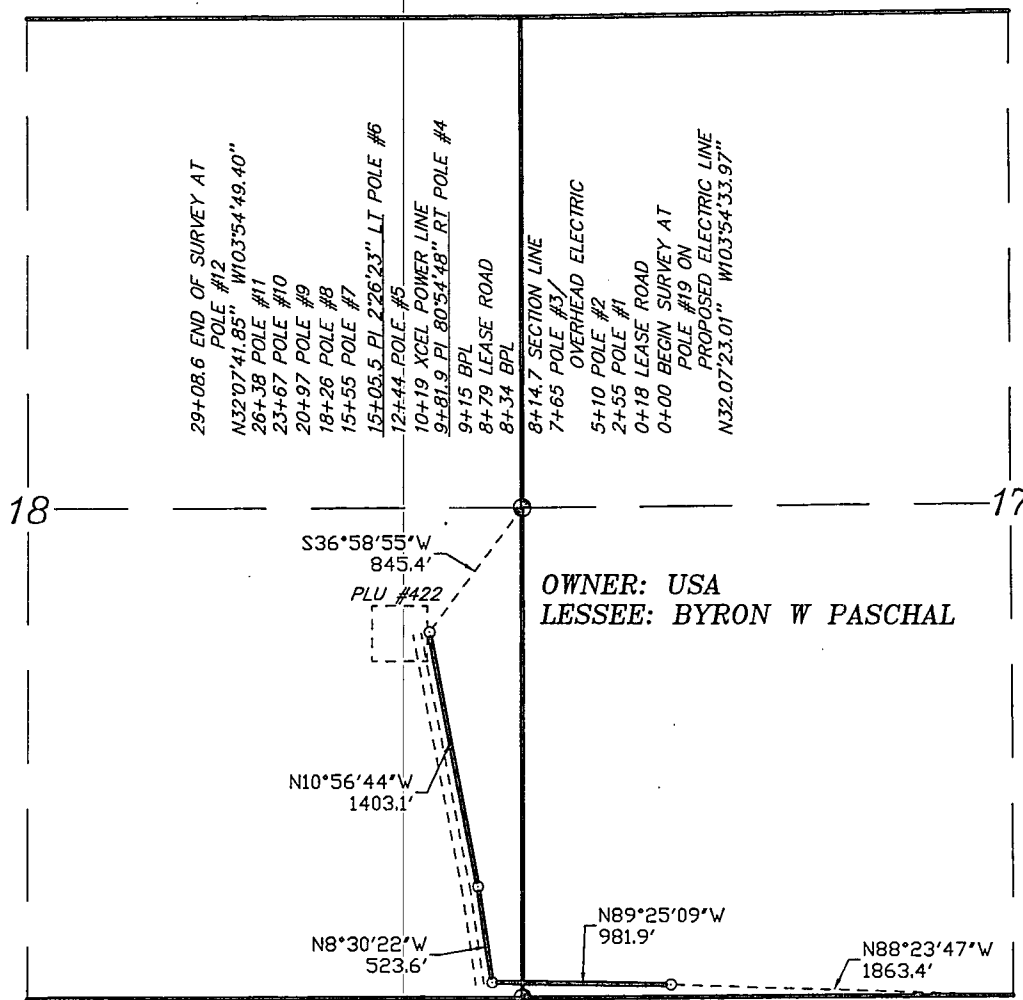 29+08.6 END OF SURVEY AT
POLE #12
N32°07'41.85" W103°54'49.40"
26+38 POLE #11
23+67 POLE #10
20+97 POLE #9
18+26 POLE #8
15+55 POLE #7
15+05.5 PI 2°26'23" LT POLE #6
12+44 POLE #5
10+19 XCEL POWER LINE
9+81.9 PI 80°54'48" RT POLE #4
9+15 BPL
8+79 LEASE ROAD
8+34 BPL
8+14.7 SECTION LINE
7+65 POLE #3/
OVERHEAD ELECTRIC
5+10 POLE #2
2+55 POLE #1
0+18 LEASE ROAD
0+00 BEGIN SURVEY AT
POLE #19 ON
PROPOSED ELECTRIC LINE
N32.07'23.01" W103°54'33.97"
18
17
S36°58'55"W
845.4'
PLU #422
OWNER: USA
LESSEE: BYRON W PASCHAL
N10°56'44"W
1403.1'
N8°30'22"W
523.6'
N89°25'09"W
981.9'
N88°23'47"W
1863.4'